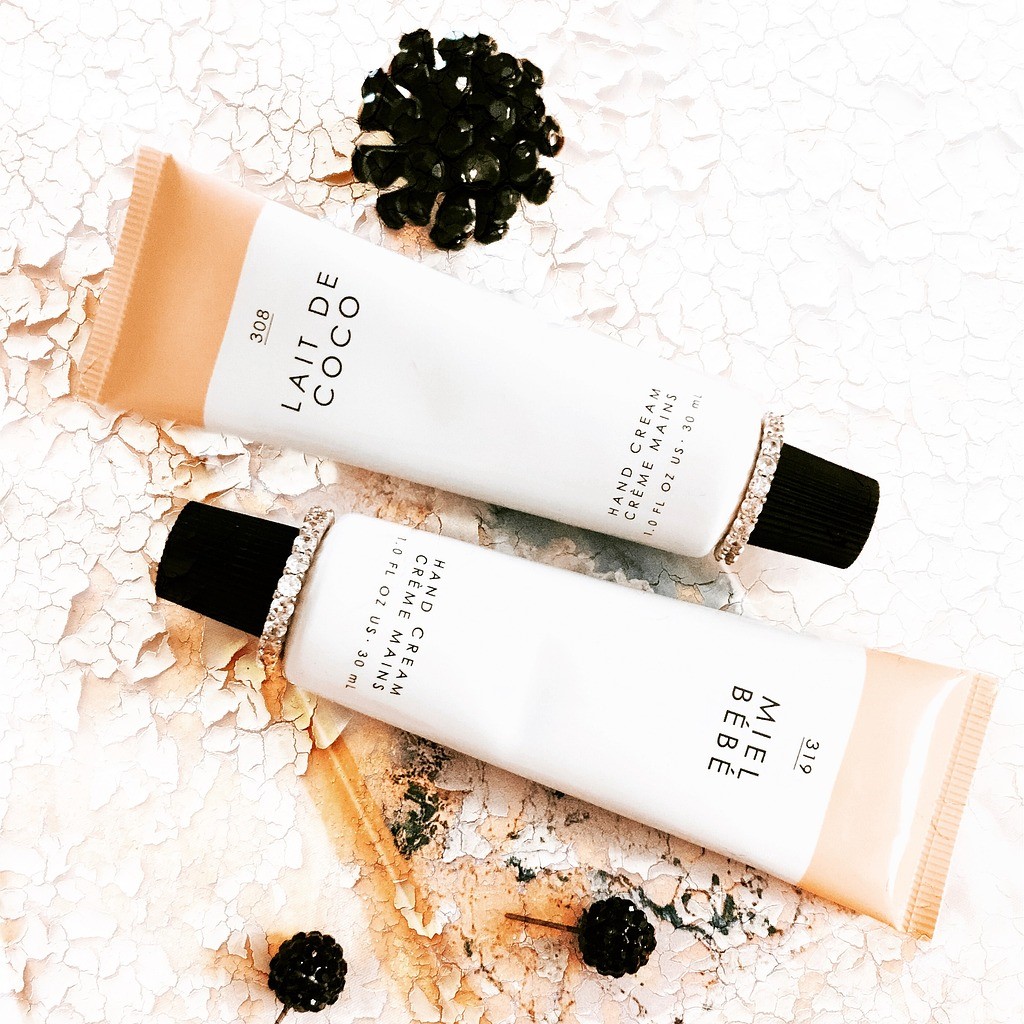 308
LAIT DE
COCO
HAND CREAM
CRÈME MAINS
1.0 FL OZ US · 30 mL
319
MIEL
BÉBÉ
HAND CREAM
CRÈME MAINS
1.0 FL OZ US · 30 mL